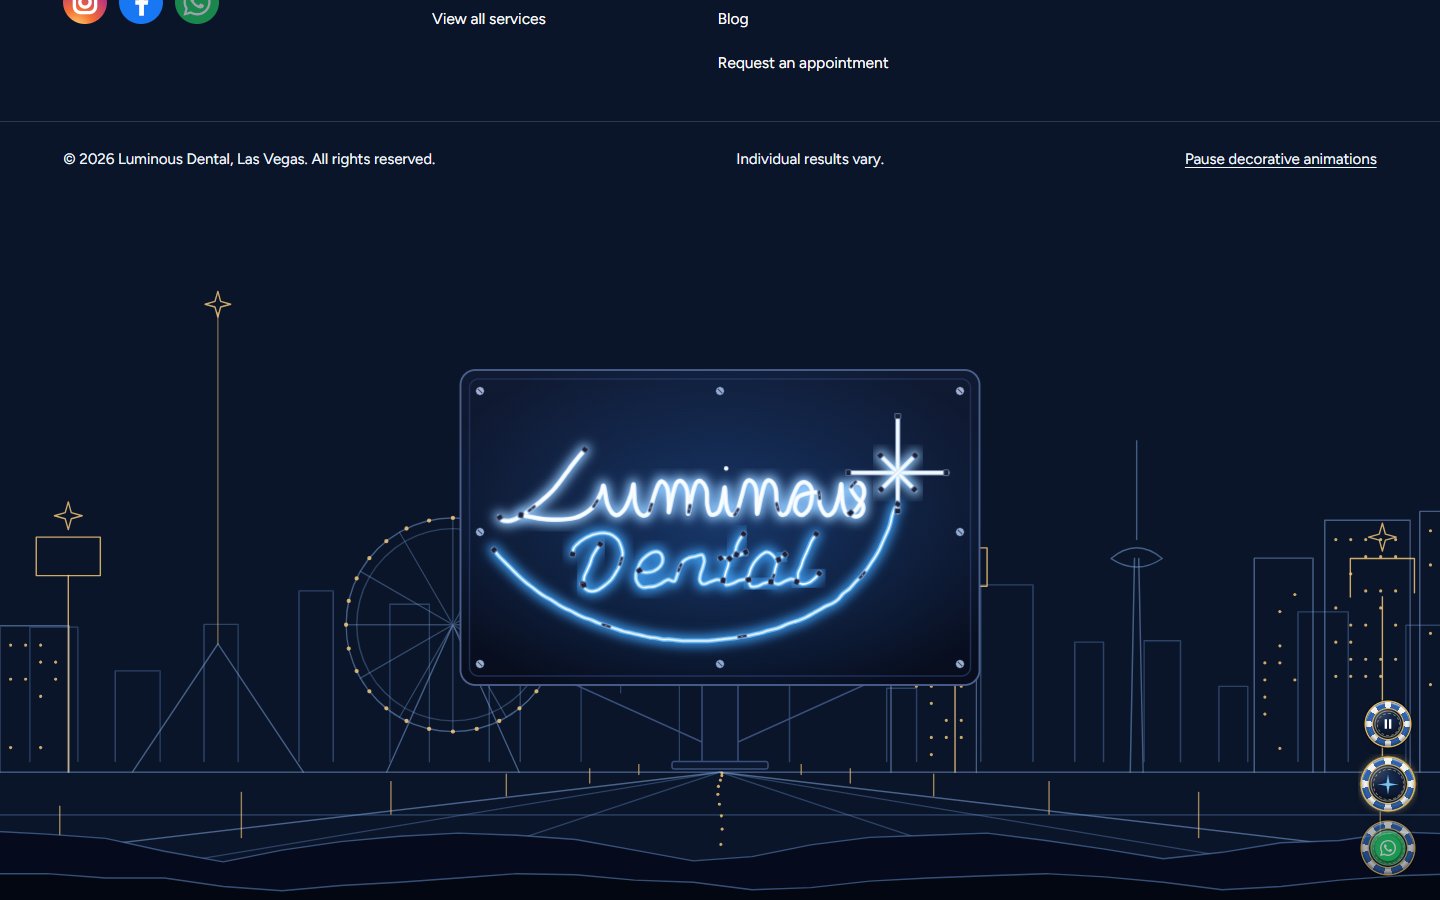 View all services
Blog
Request an appointment
© 2026 Luminous Dental, Las Vegas. All rights reserved.
Individual results vary.
Pause decorative animations
Luminous
Dental